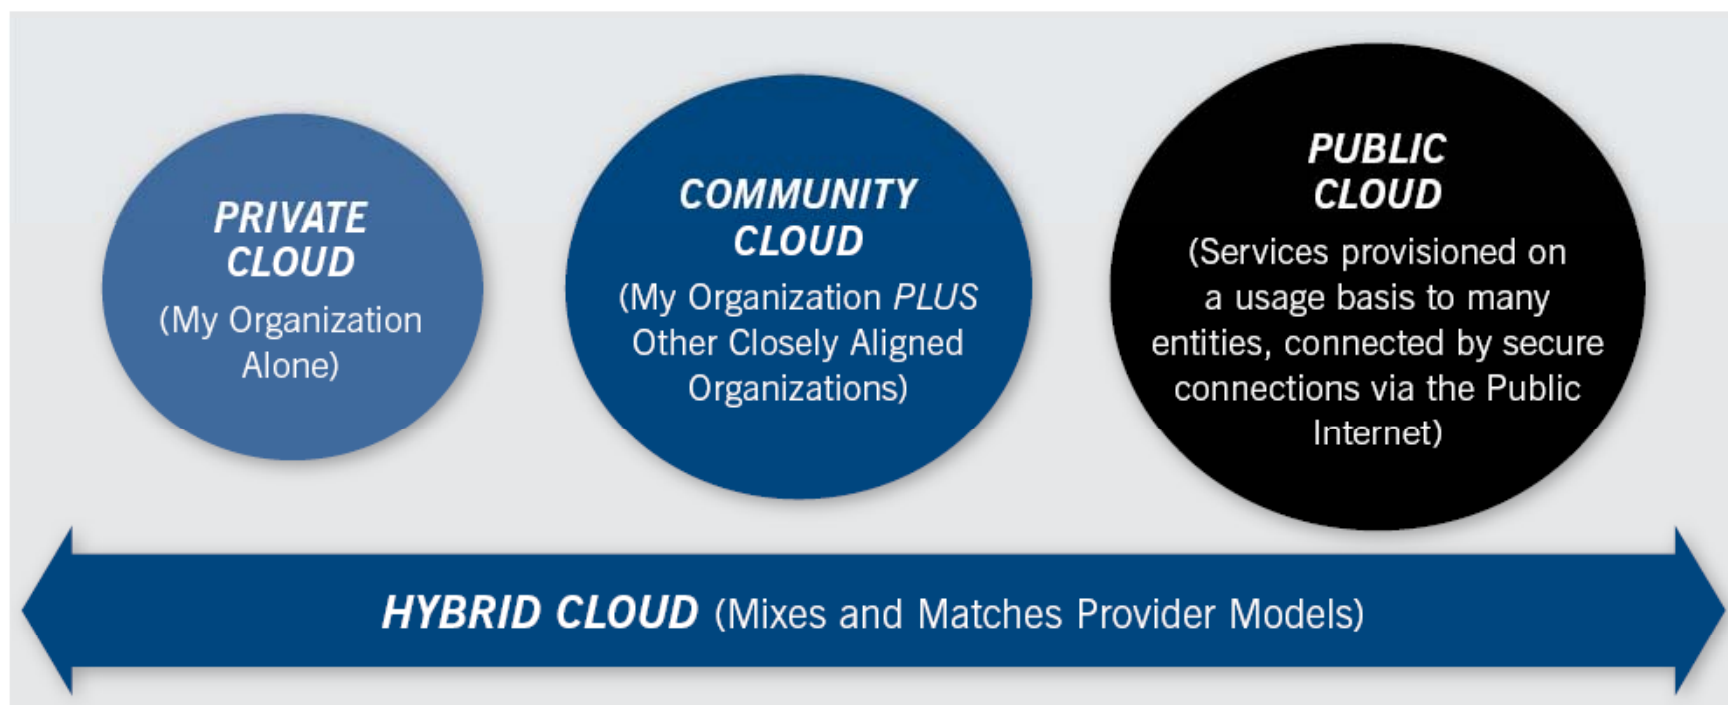 PRIVATE
CLOUD
(My Organization
Alone)
COMMUNITY
CLOUD
(My Organization PLUS
Other Closely Aligned
Organizations)
PUBLIC
CLOUD
(Services provisioned on
a usage basis to many
entities, connected by secure
connections via the Public
Internet)
HYBRID CLOUD (Mixes and Matches Provider Models)